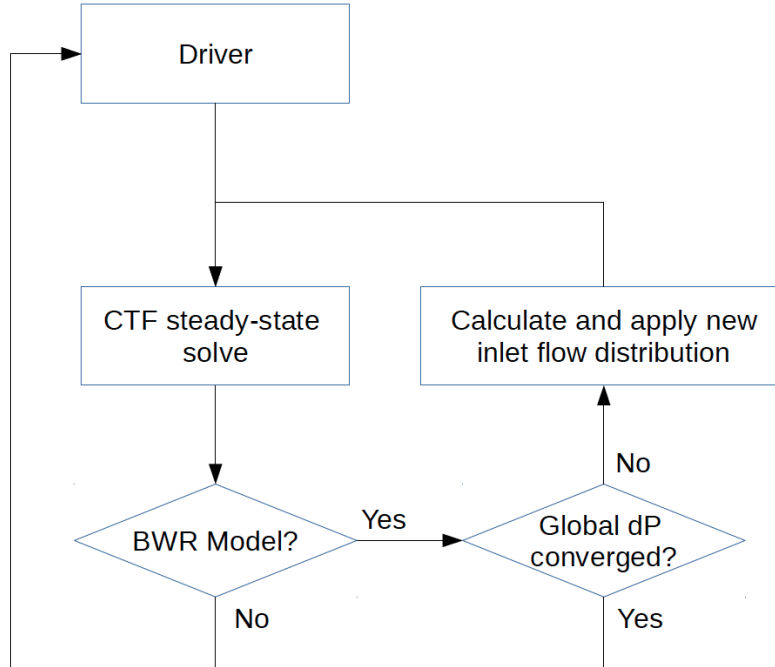 Driver
CTF steady-state
solve
Calculate and apply new
inlet flow distribution
BWR Model?
Yes
No
Global dP
converged?
No
Yes